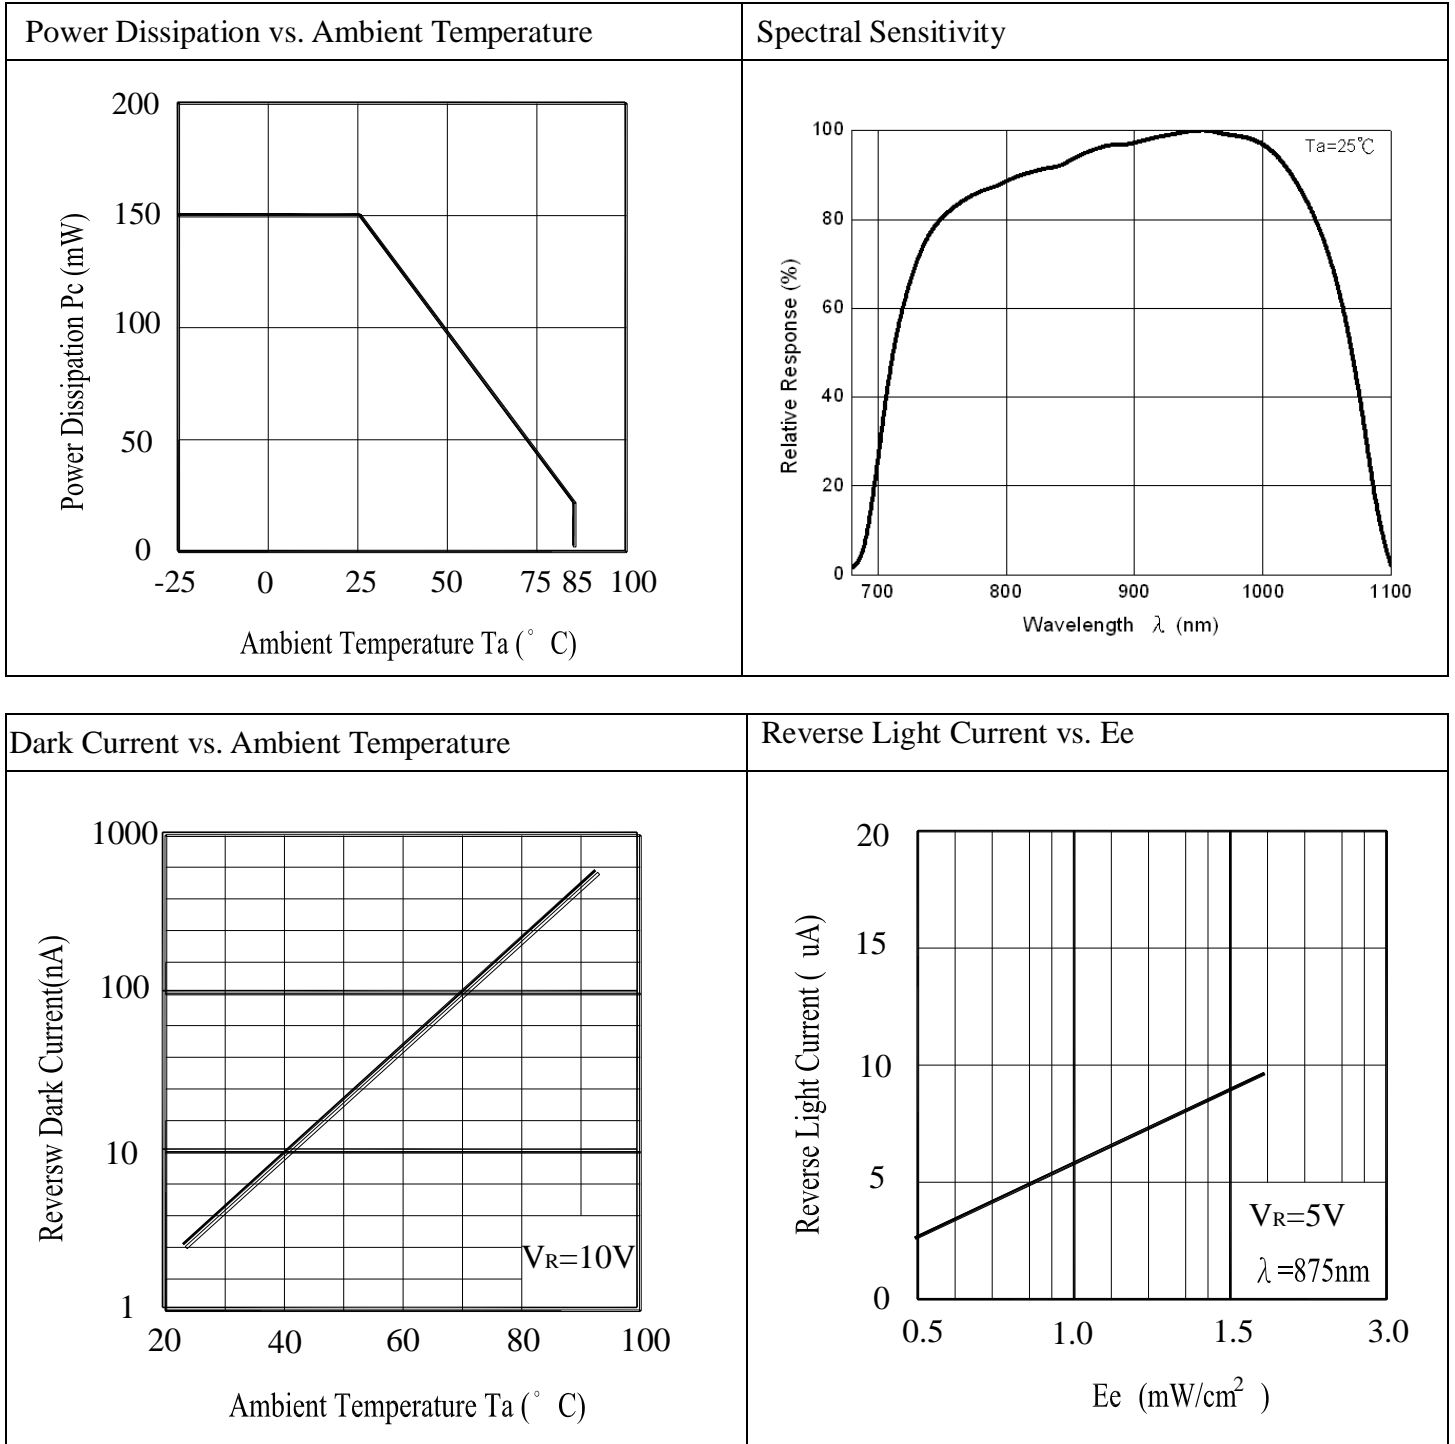 Power Dissipation vs. Ambient Temperature
Spectral Sensitivity
200
150
100
50
0
-25 0 25 50 75 85 100
Power Dissipation Pc (mW)
Ambient Temperature Ta (° C)
100
80
60
40
20
0
Ta=25℃
700 800 900 1000 1100
Relative Response (%)
Wavelength λ (nm)
Dark Current vs. Ambient Temperature
Reverse Light Current vs. Ee
1000
100
10
1
20 40 60 80 100
Reversw Dark Current(nA)
VR=10V
Ambient Temperature Ta (° C)
20
15
10
5
0
0.5 1.0 1.5 3.0
Reverse Light Current ( uA)
VR=5V
λ =875nm
Ee (mW/cm² )